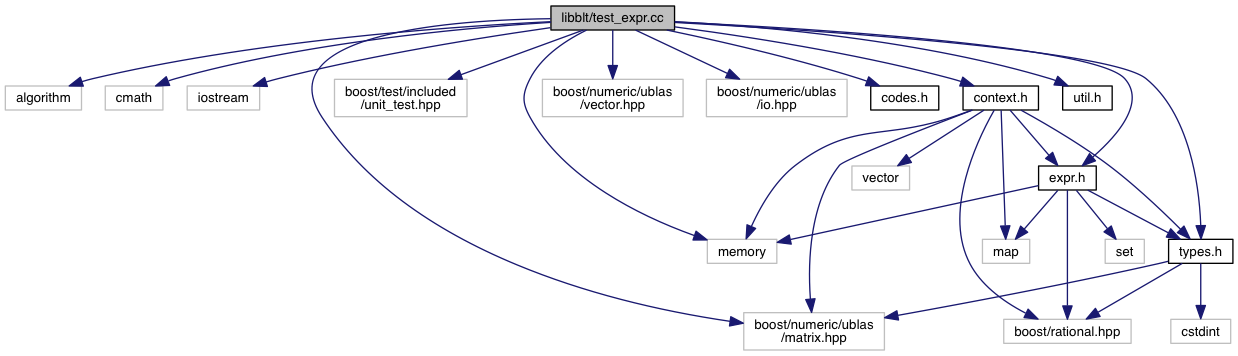 libblt/test_expr.cc
algorithm
cmath
iostream
boost/test/included
/unit_test.hpp
boost/numeric/ublas
/vector.hpp
boost/numeric/ublas
/io.hpp
codes.h
context.h
util.h
vector
expr.h
memory
map
set
types.h
boost/numeric/ublas
/matrix.hpp
boost/rational.hpp
cstdint